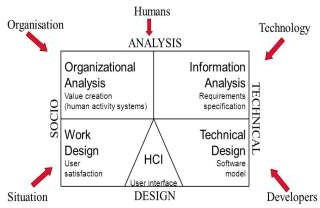 Humans
Organisation
Technology
ANALYSIS
Organizational
Analysis
Value creation
(human activity systems)
Information
Analysis
Requirements
specification
SOCIO
TECHNICAL
Work
Design
User
satisfaction
HCI
User interface
Technical
Design
Software
model
Situation
DESIGN
Developers